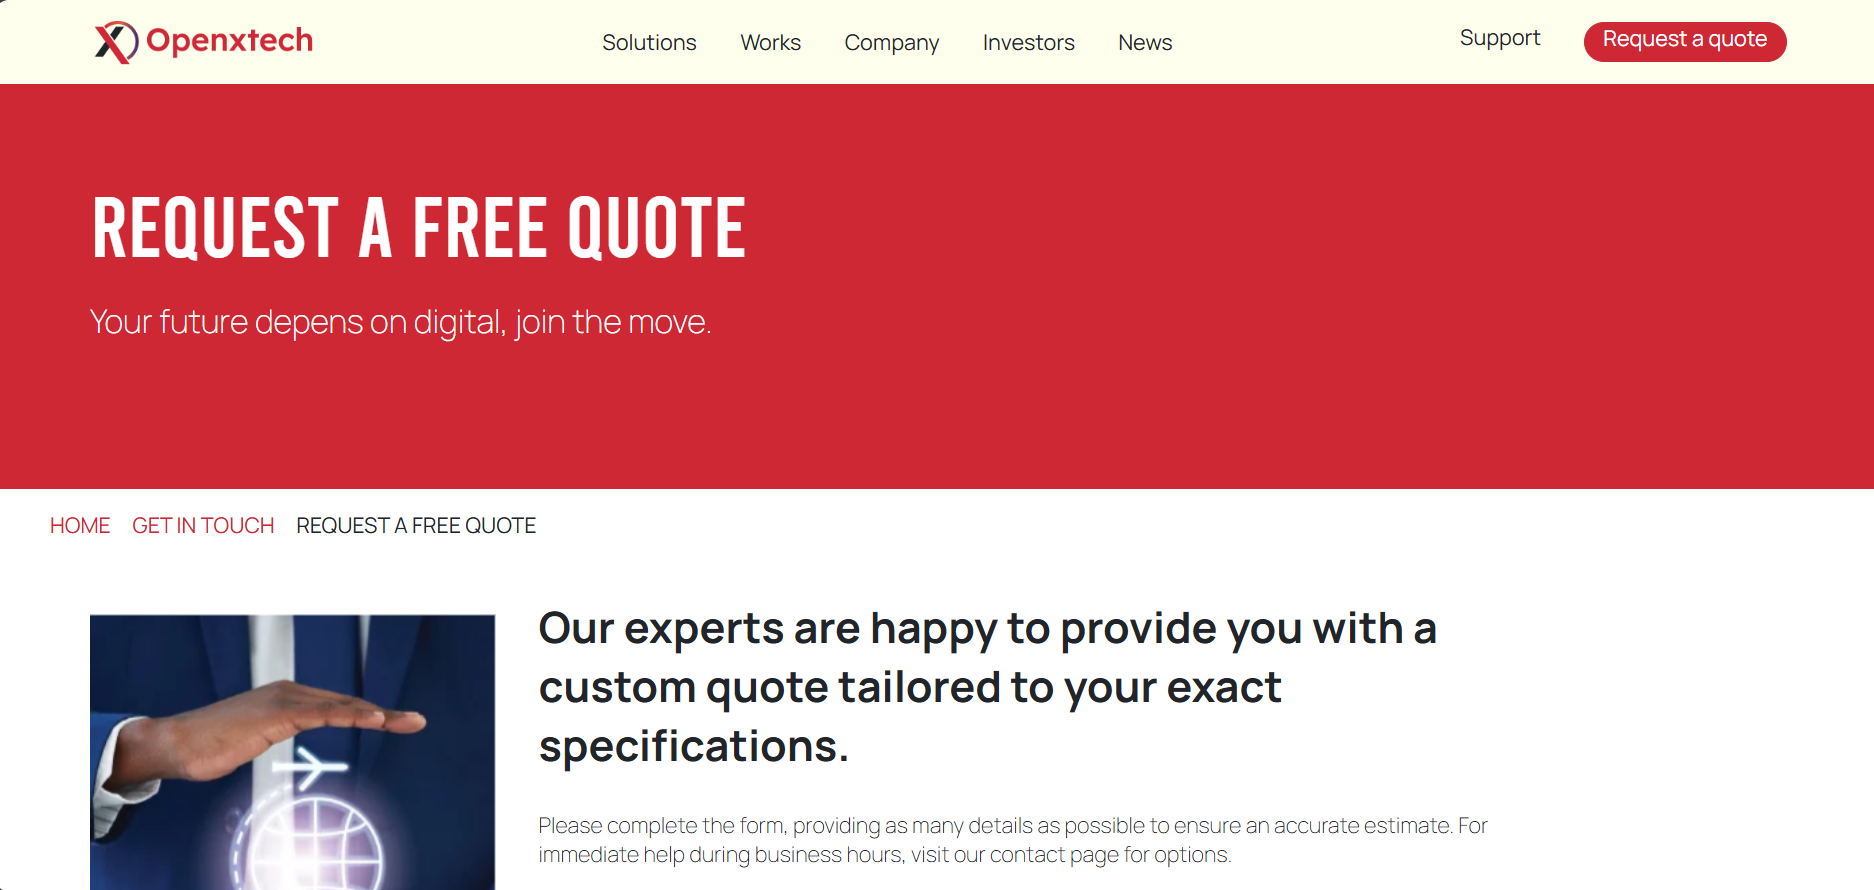 Openxtech
Solutions Works Company Investors News
Support Request a quote
REQUEST A FREE QUOTE
Your future depens on digital, join the move.
HOME GET IN TOUCH REQUEST A FREE QUOTE
Our experts are happy to provide you with a
custom quote tailored to your exact
specifications.
Please complete the form, providing as many details as possible to ensure an accurate estimate. For
immediate help during business hours, visit our contact page for options.